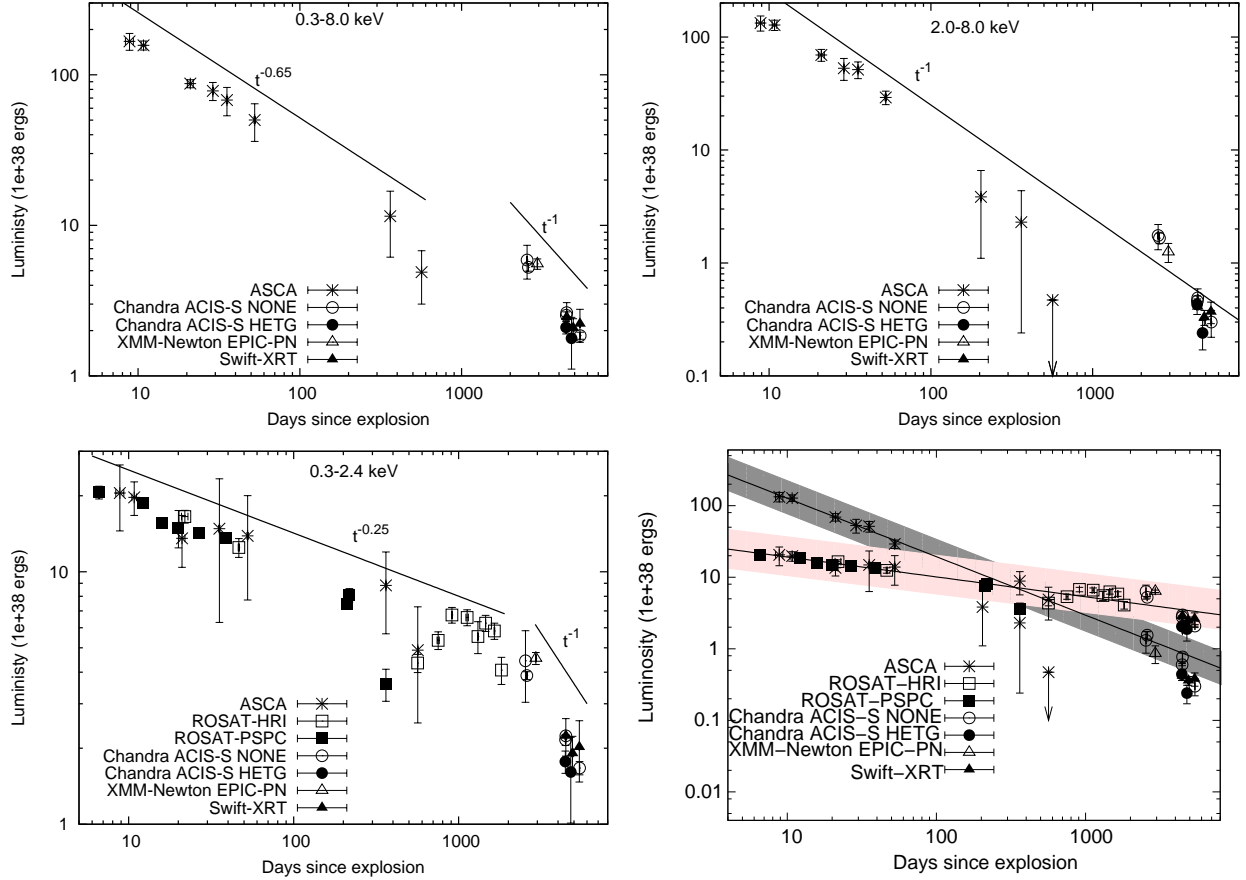 0.3-8.0 keV
t-0.65
t-1
Luministy (1e+38 ergs)
100
10
1
ASCA
Chandra ACIS-S NONE
Chandra ACIS-S HETG
XMM-Newton EPIC-PN
Swift-XRT
10 100 1000
Days since explosion
2.0-8.0 keV
t-1
Luministy (1e+38 ergs)
100
10
1
0.1
ASCA
Chandra ACIS-S NONE
Chandra ACIS-S HETG
XMM-Newton EPIC-PN
Swift-XRT
10 100 1000
Days since explosion
0.3-2.4 keV
t-0.25
t-1
Luministy (1e+38 ergs)
10
1
ASCA
ROSAT-HRI
ROSAT-PSPC
Chandra ACIS-S NONE
Chandra ACIS-S HETG
XMM-Newton EPIC-PN
Swift-XRT
10 100 1000
Days since explosion
Luminosity (1e+38 ergs)
100
10
1
0.1
0.01
ASCA
ROSAT−HRI
ROSAT−PSPC
Chandra ACIS−S NONE
Chandra ACIS−S HETG
XMM−Newton EPIC−PN
Swift−XRT
10 100 1000
Days since explosion